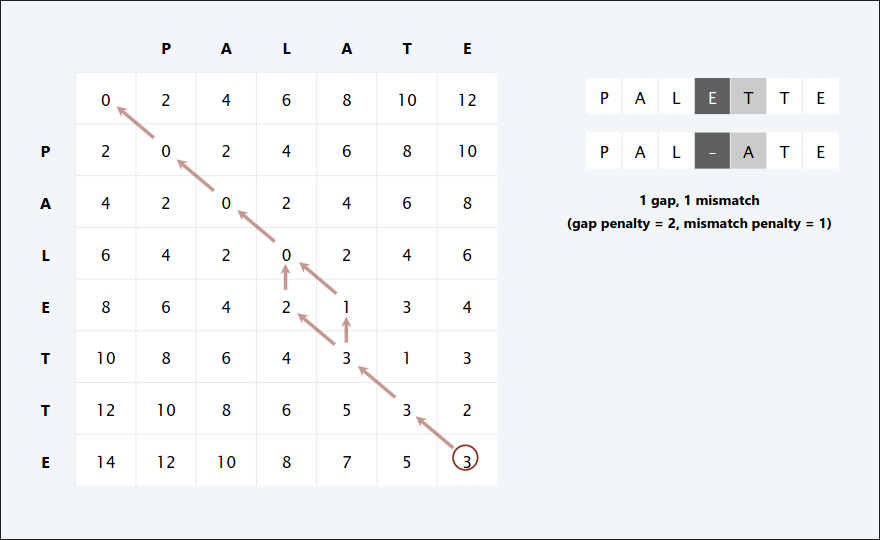 P A L A T E
0 2 4 6 8 10 12
P 2 0 2 4 6 8 10
A 4 2 0 2 4 6 8
L 6 4 2 0 2 4 6
E 8 6 4 2 1 3 4
T 10 8 6 4 3 1 3
T 12 10 8 6 5 3 2
E 14 12 10 8 7 5 3
P A L E T T E
P A L – A T E
1 gap, 1 mismatch
(gap penalty = 2, mismatch penalty = 1)